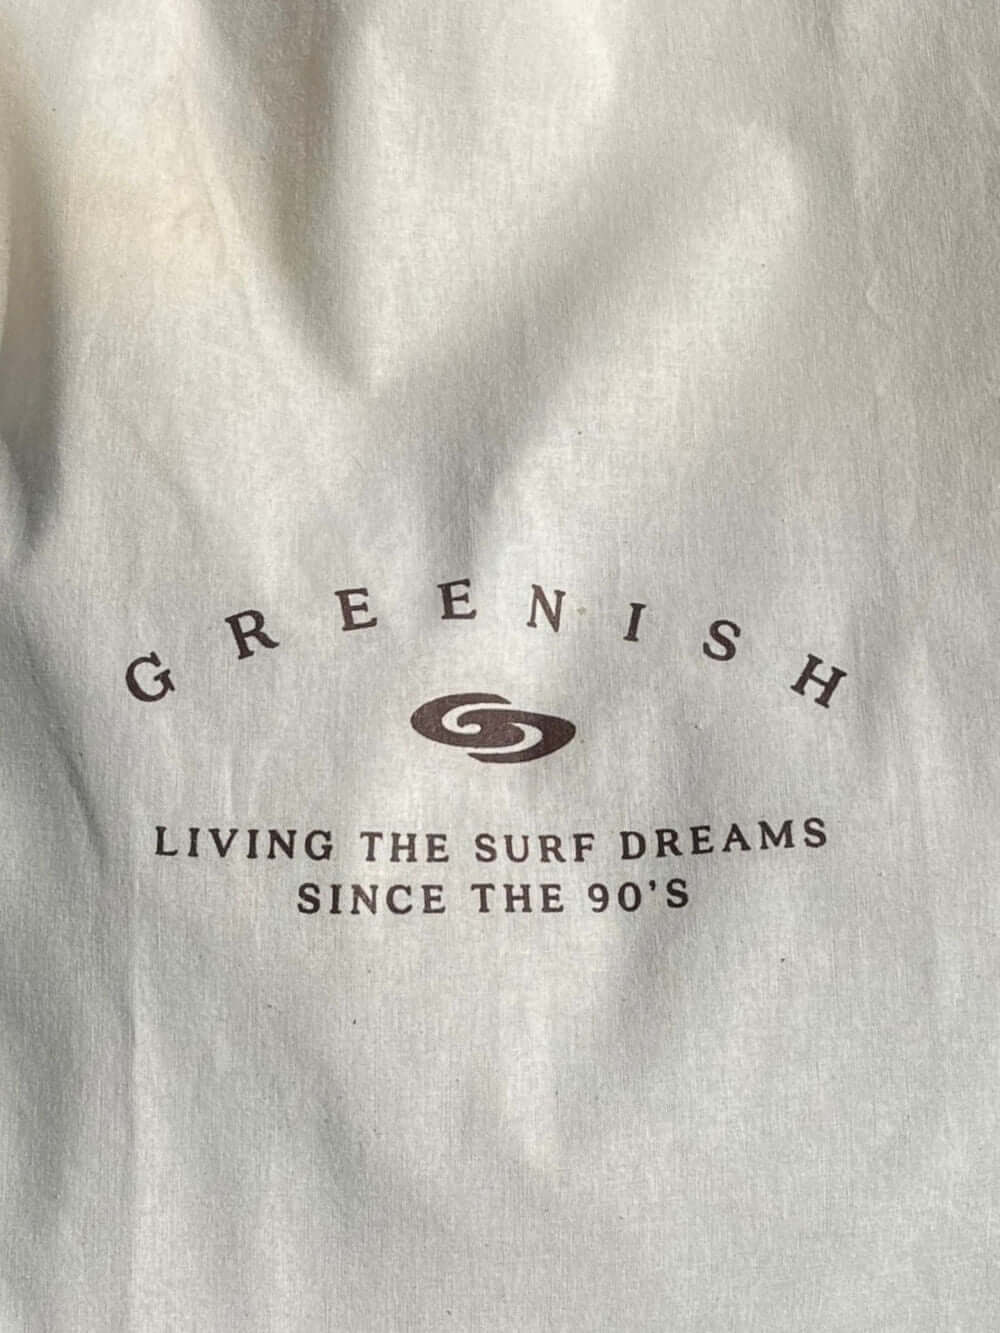 GREENISH
LIVING THE SURF DREAMS
SINCE THE 90'S